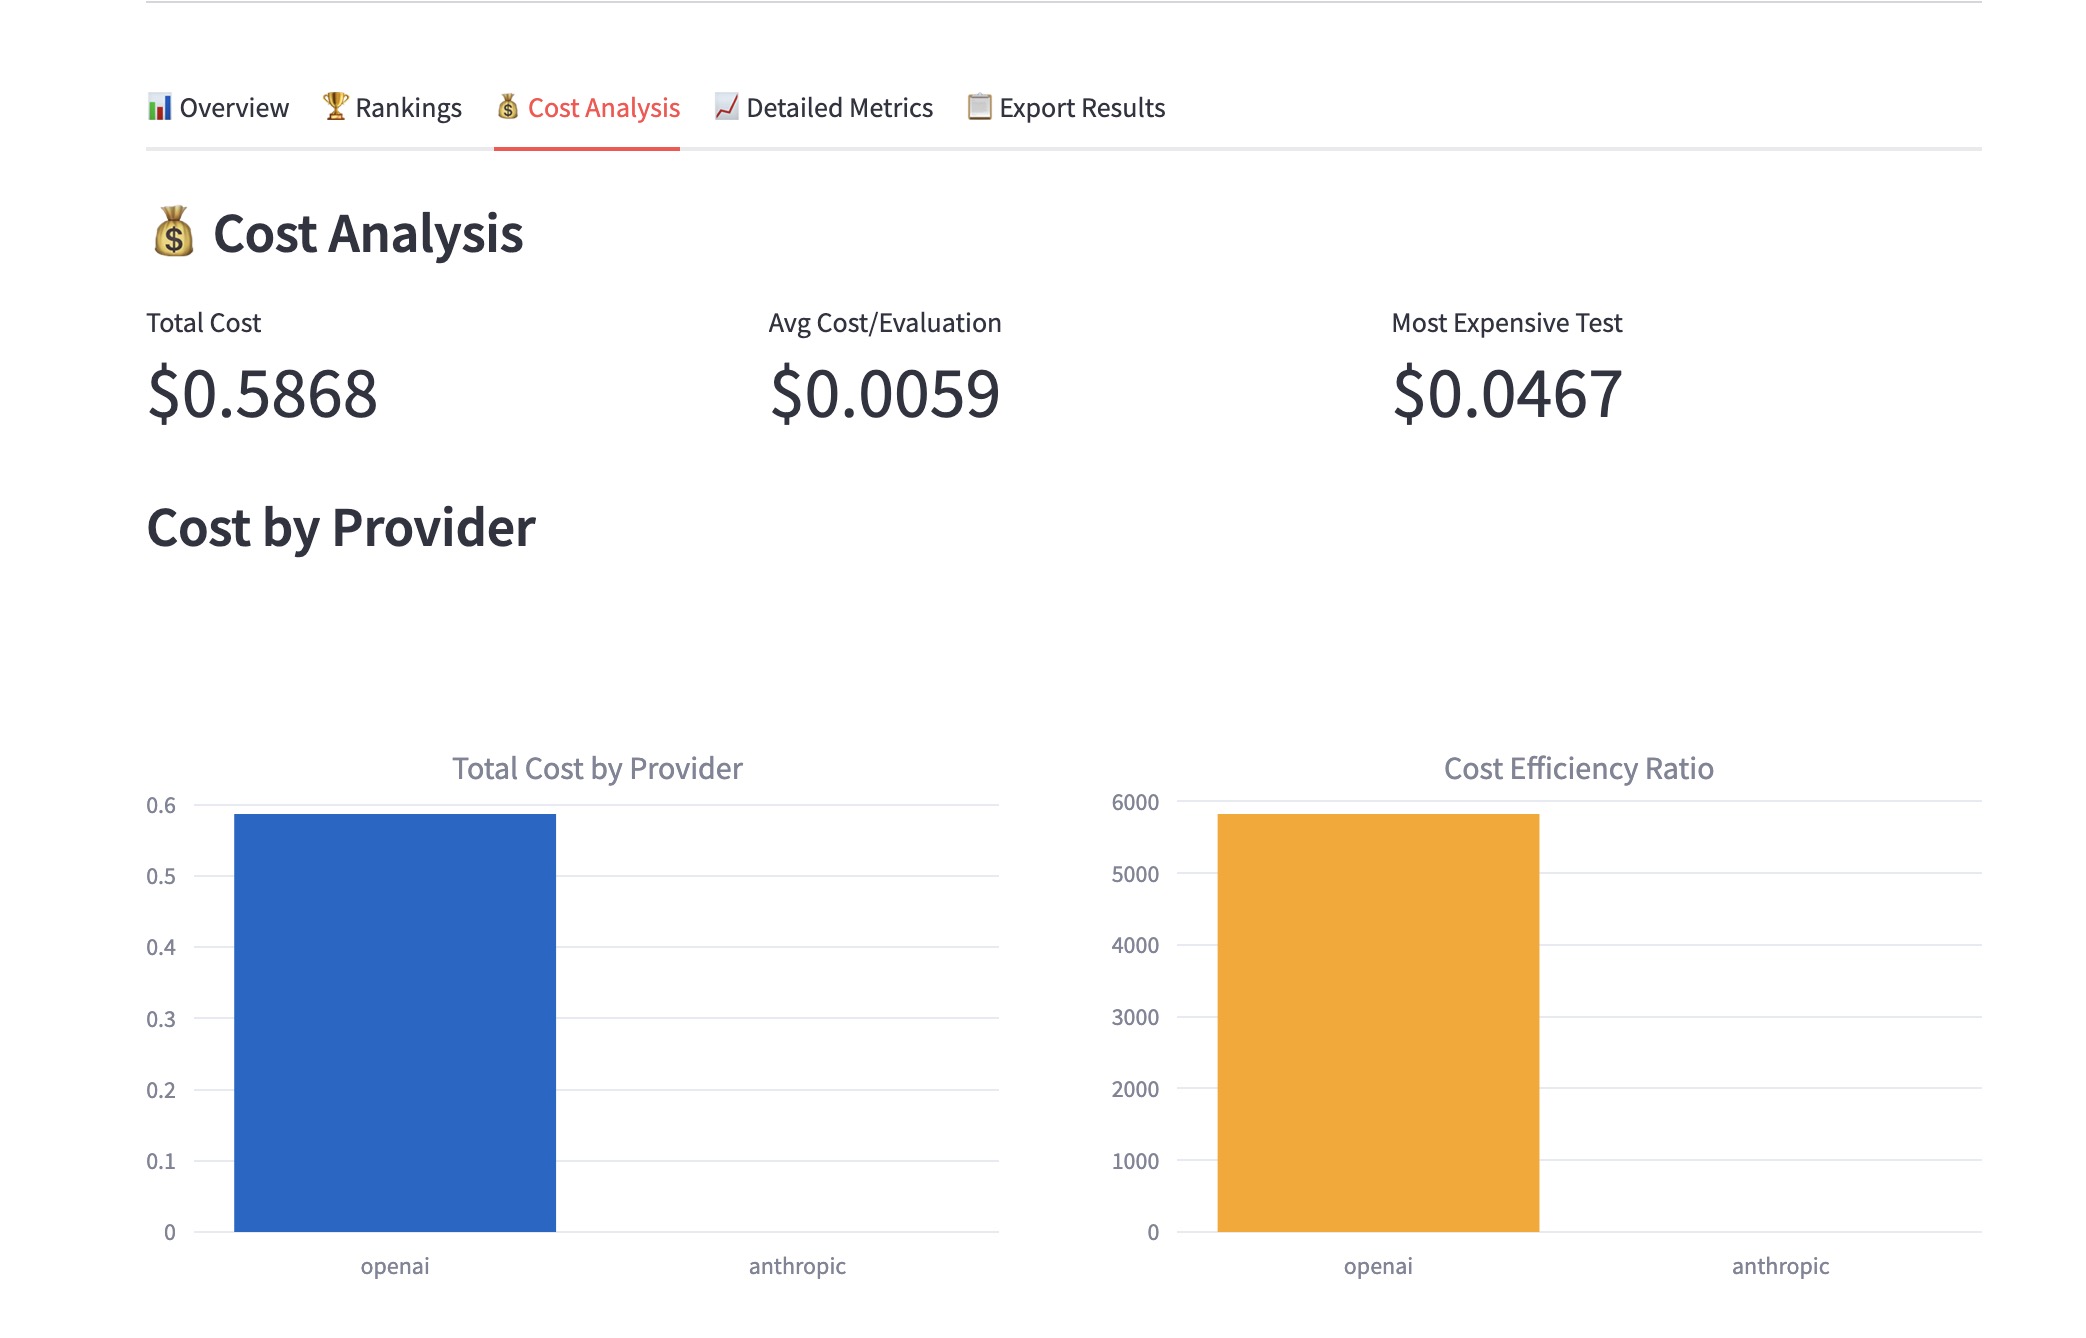 Overview Rankings Cost Analysis Detailed Metrics Export Results
Cost Analysis
Total Cost Avg Cost/Evaluation Most Expensive Test
$0.5868 $0.0059 $0.0467
Cost by Provider
Total Cost by Provider
0.6
0.5
0.4
0.3
0.2
0.1
0
openai anthropic
Cost Efficiency Ratio
6000
5000
4000
3000
2000
1000
0
openai anthropic